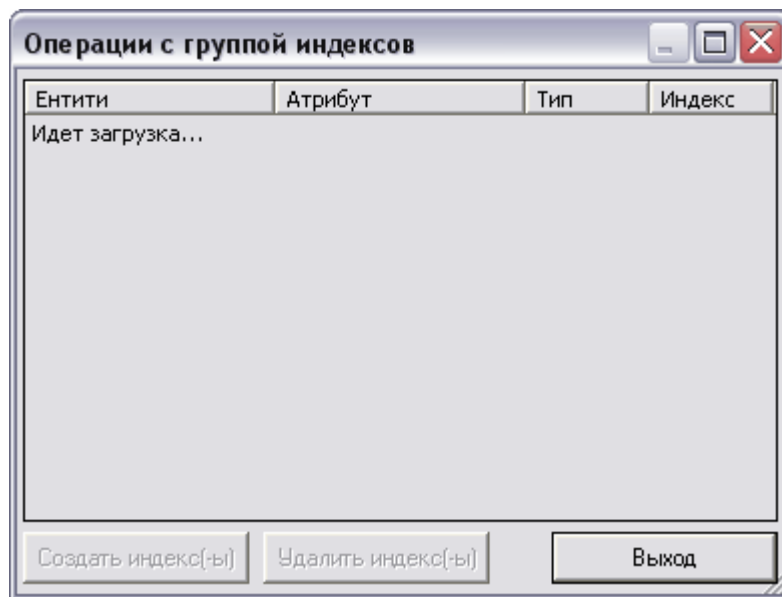 Операции с группой индексов
Ентити Атрибут Тип Индекс
Идет загрузка...
Создать индекс(-ы) Удалить индекс(-ы) Выход